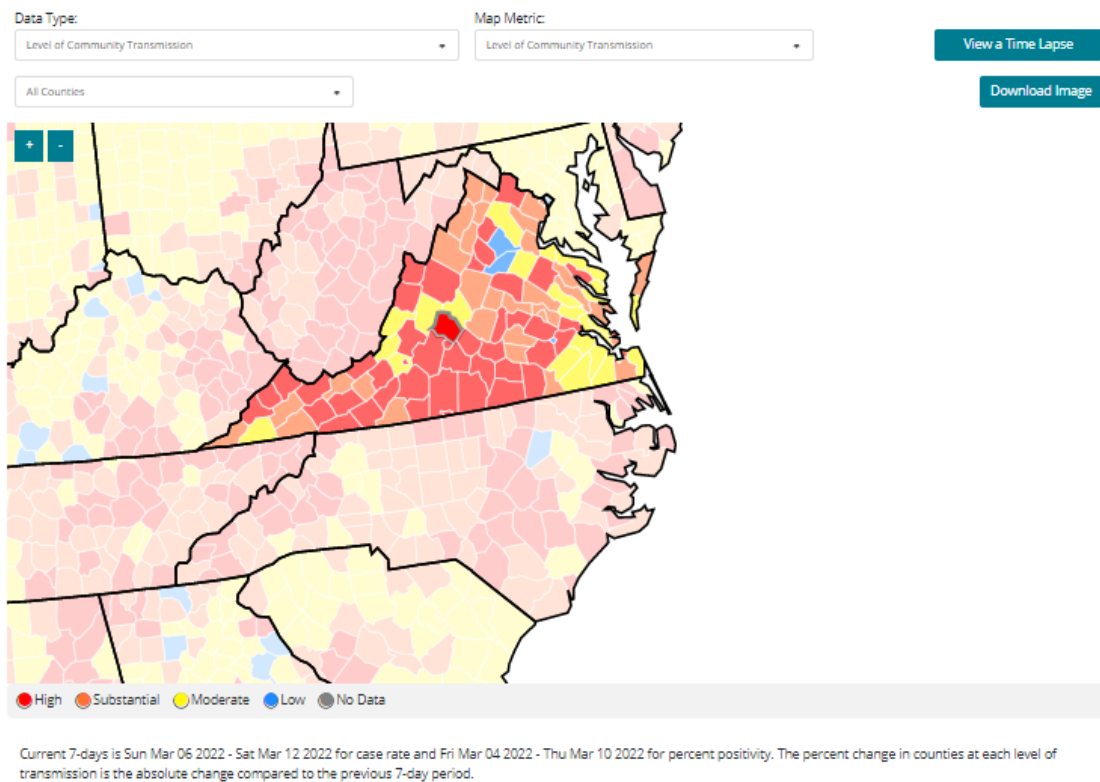 Data Type:
Map Metric:
Level of Community Transmission
Level of Community Transmission
View a Time Lapse
All Counties
Download Image
+ -
High Substantial Moderate Low No Data
Current 7-days is Sun Mar 06 2022 - Sat Mar 12 2022 for case rate and Fri Mar 04 2022 - Thu Mar 10 2022 for percent positivity. The percent change in counties at each level of
transmission is the absolute change compared to the previous 7-day period.